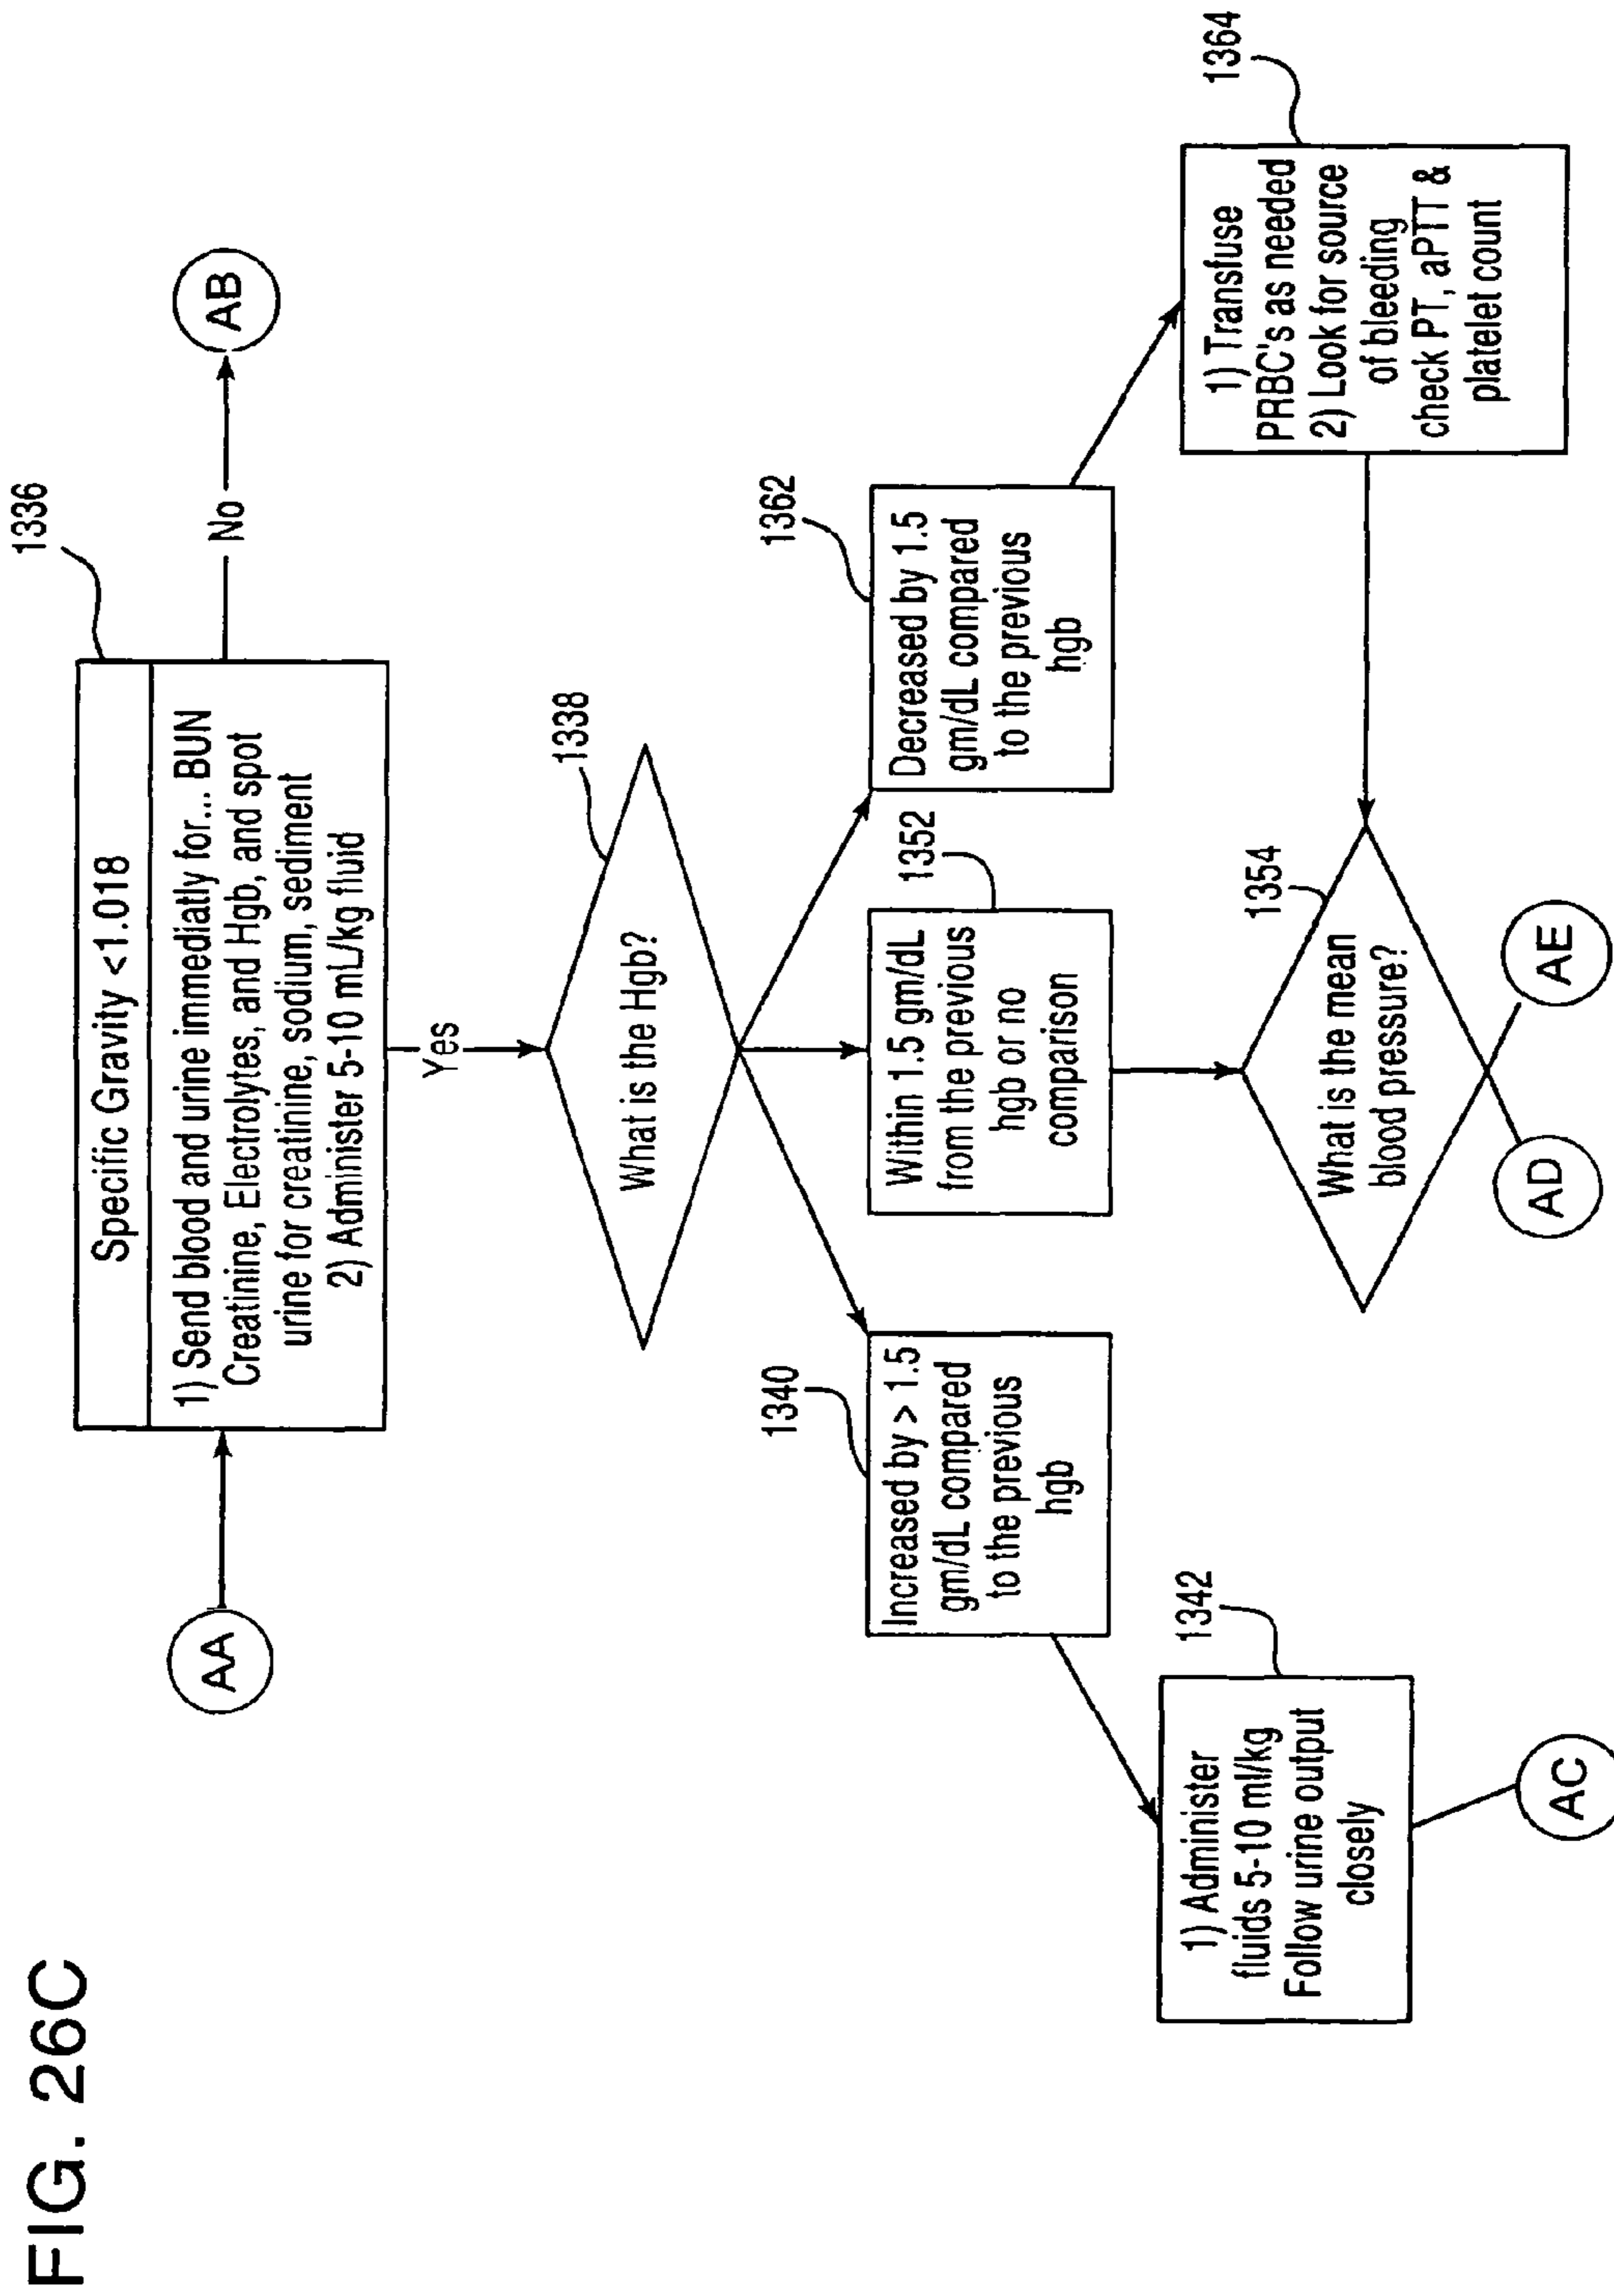 FIG. 26C
1336
Specific Gravity <1.018
1) Send blood and urine immediatly for... BUN
Creatinine, Electrolytes, and Hgb, and spot
urine for creatinine, sodium, sediment
2) Administer 5-10 mL/kg fluid
AA
No
AB
Yes
1338
What is the Hgb?
1340
Increased by > 1.5
gm/dL compared
to the previous
hgb
1352
Within 1.5 gm/dL
from the previous
hgb or no
comparison
1362
Decreased by 1.5
gm/dL compared
to the previous
hgb
1342
1) Administer
fluids 5-10 ml/kg
Follow urine output
closely
1354
What is the mean
blood pressure?
1364
1) Transfuse
PRBC's as needed
2) Look for source
of bleeding
check PT, aPTT &
platelet count
AC
AD
AE